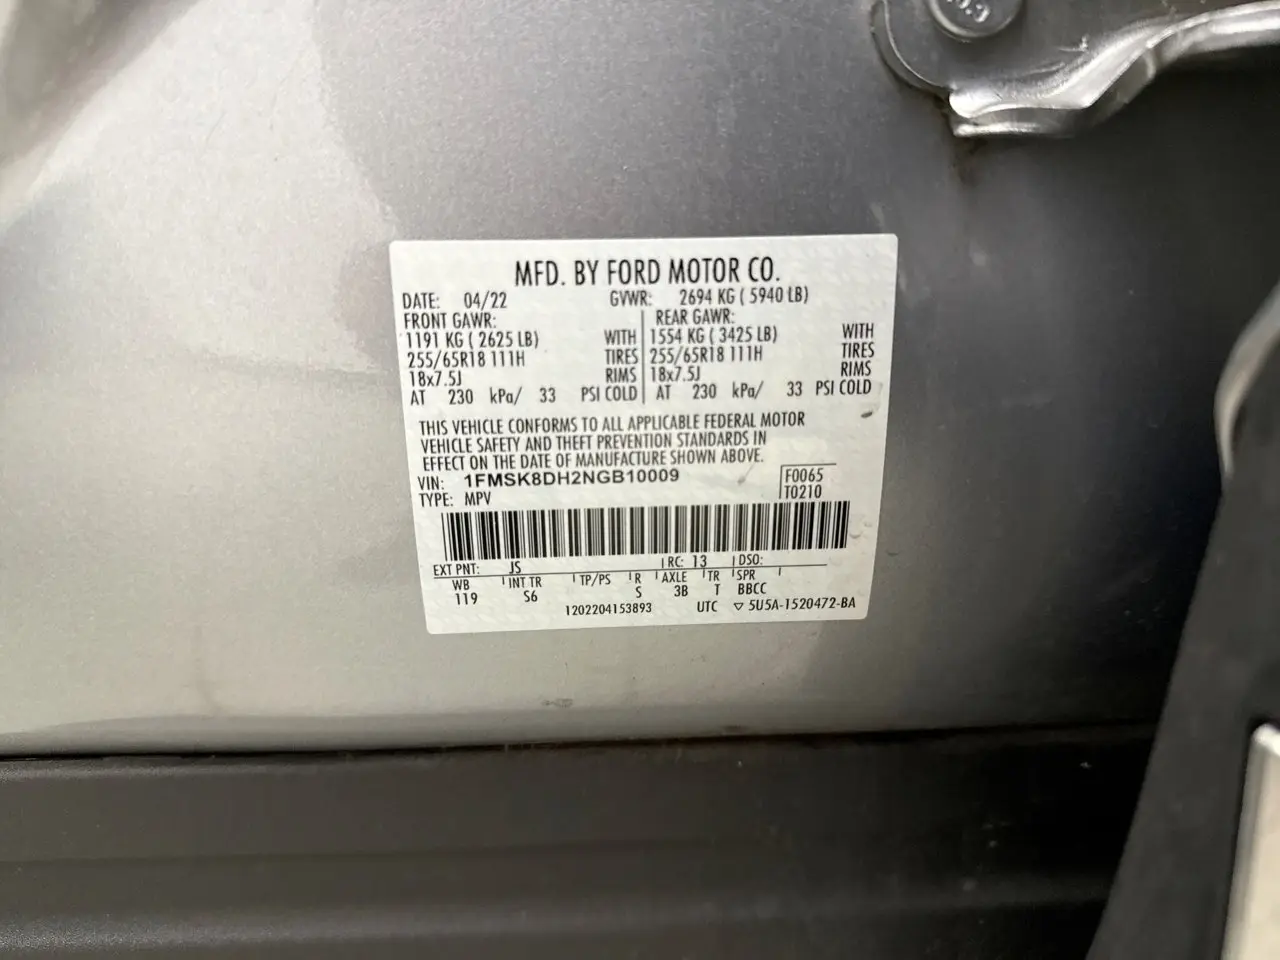 MFD. BY FORD MOTOR CO.
DATE: 04/22 GVWR: 2694 KG ( 5940 LB)
FRONT GAWR: REAR GAWR:
1191 KG ( 2625 LB) WITH 1554 KG ( 3425 LB) WITH
255/65R18 111H TIRES 255/65R18 111H TIRES
18x7.5J RIMS 18x7.5J RIMS
AT 230 kPa/ 33 PSI COLD AT 230 kPa/ 33 PSI COLD
THIS VEHICLE CONFORMS TO ALL APPLICABLE FEDERAL MOTOR
VEHICLE SAFETY AND THEFT PREVENTION STANDARDS IN
EFFECT ON THE DATE OF MANUFACTURE SHOWN ABOVE.
VIN: 1FMSK8DH2NGB10009 F0065
TYPE: MPV T0210
EXT PNT: JS RC: 13 DSO:
WB INT TR TP/PS R AXLE TR SPR
119 S6 S 3B T BBCC
1202204153893 UTC ▽ 5U5A-1520472-BA